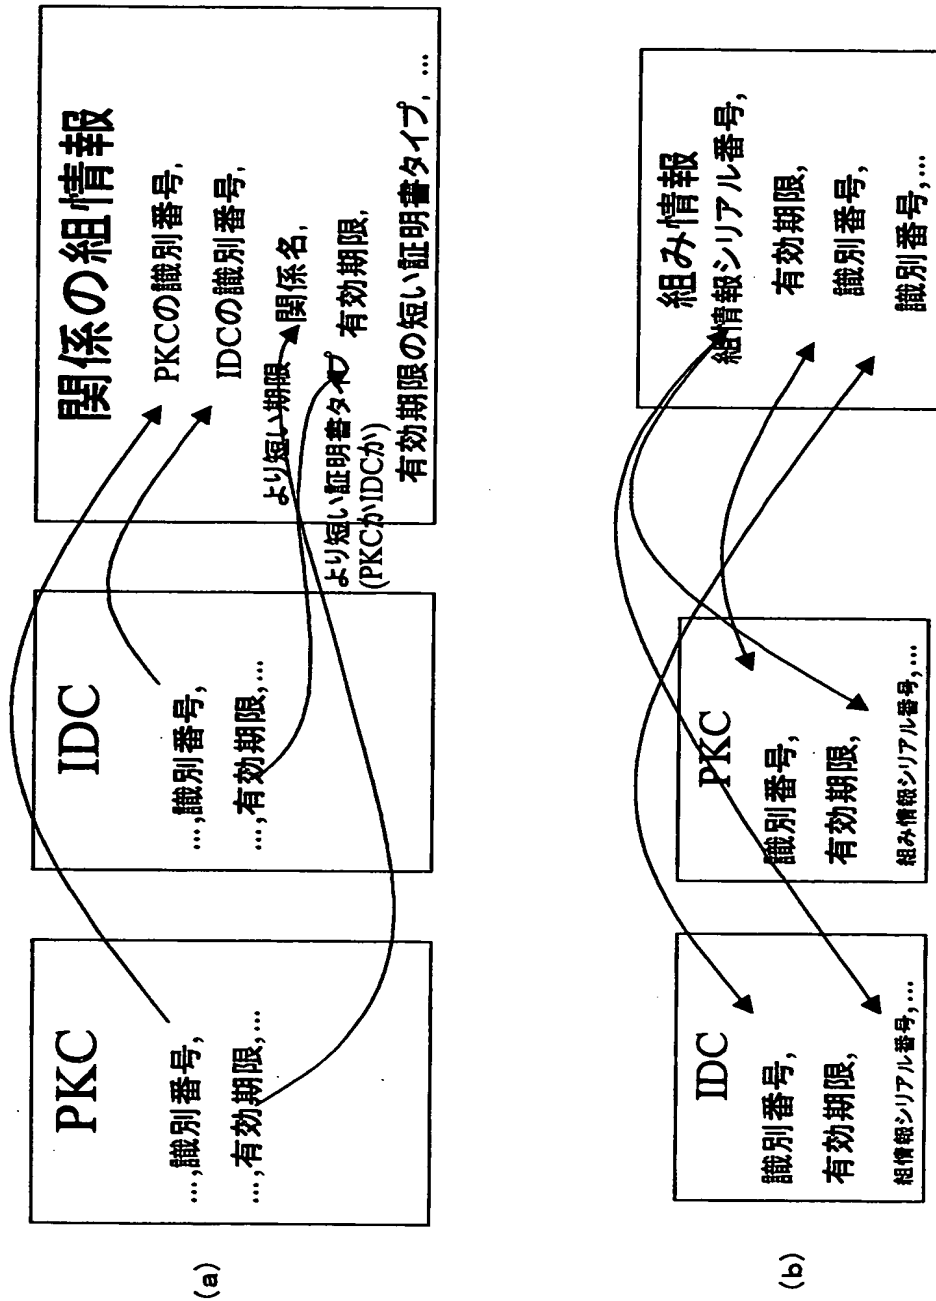 (a)
PKC
…,識別番号,
…,有効期限,…
IDC
…,識別番号,
…,有効期限,…
関係の組情報
PKCの識別番号,
IDCの識別番号,
関係名,
より短い期限
有効期限,
より短い証明書タイプ
(PKCかIDCか)
有効期限の短い証明書タイプ, …
(b)
IDC
識別番号,
有効期限,
組情報シリアル番号,…
PKC
識別番号,
有効期限,
組み情報シリアル番号,…
組み情報
組情報シリアル番号,
有効期限,
識別番号,
識別番号,…